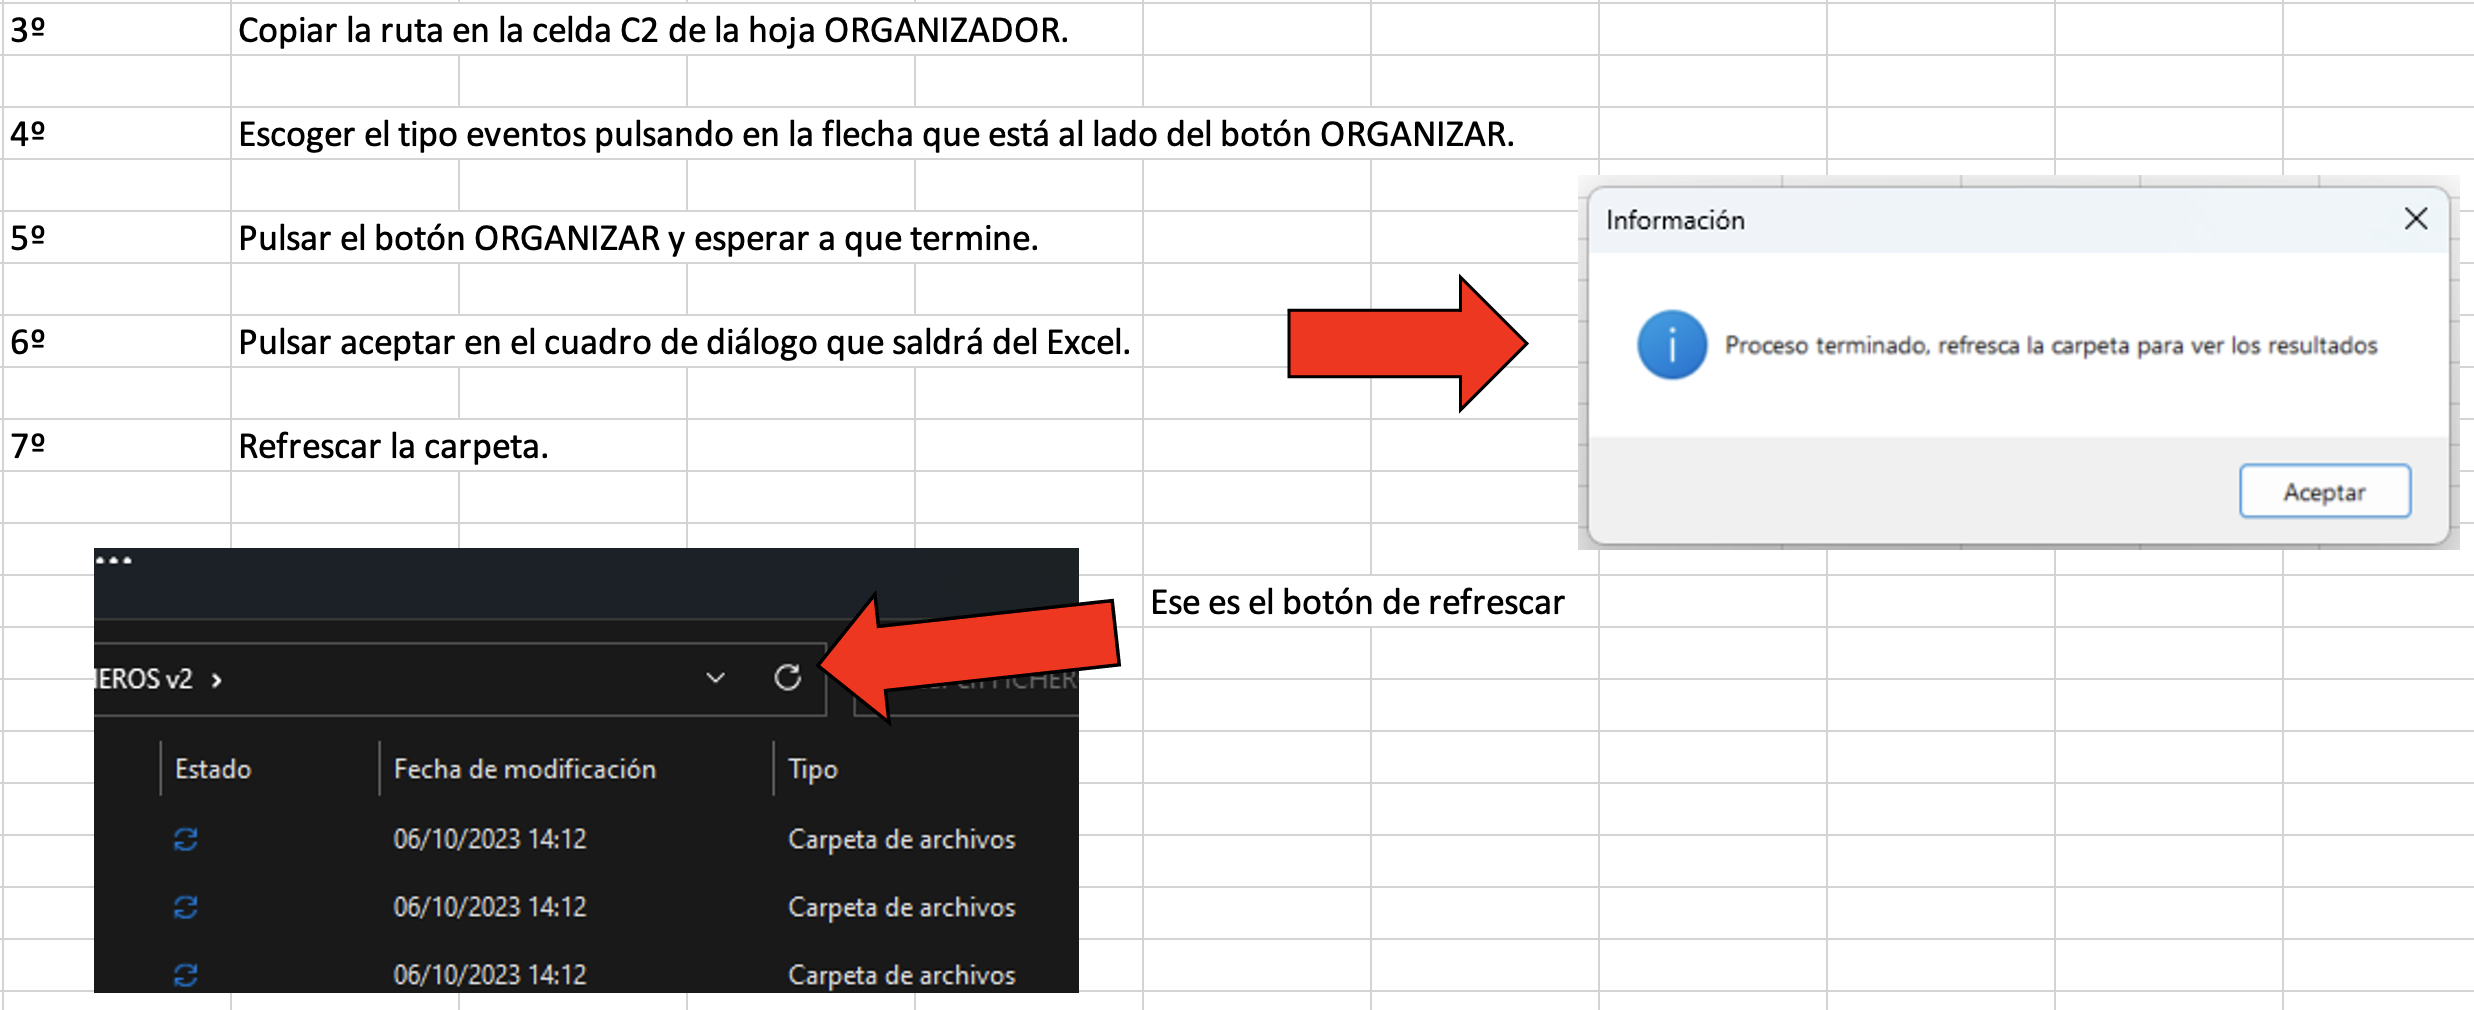 3º Copiar la ruta en la celda C2 de la hoja ORGANIZADOR.
4º Escoger el tipo eventos pulsando en la flecha que está al lado del botón ORGANIZAR.
5º Pulsar el botón ORGANIZAR y esperar a que termine.
6º Pulsar aceptar en el cuadro de diálogo que saldrá del Excel.
7º Refrescar la carpeta.
Información
Proceso terminado, refresca la carpeta para ver los resultados
Aceptar
Ese es el botón de refrescar
IEROS v2 >
Estado Fecha de modificación Tipo
06/10/2023 14:12 Carpeta de archivos
06/10/2023 14:12 Carpeta de archivos
06/10/2023 14:12 Carpeta de archivos